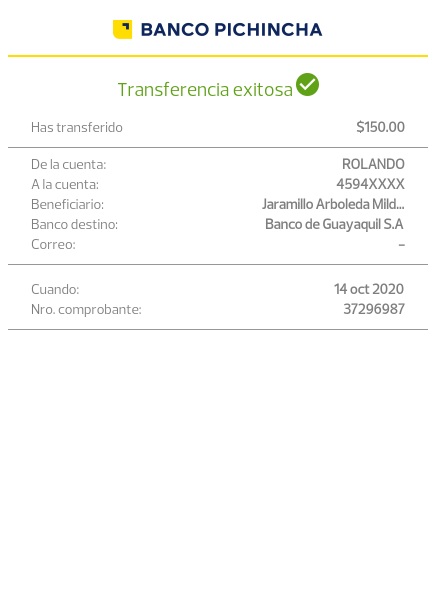 BANCO PICHINCHA
Transferencia exitosa
Has transferido $150.00
De la cuenta: ROLANDO
A la cuenta: 4594XXXX
Beneficiario: Jaramillo Arboleda Mild...
Banco destino: Banco de Guayaquil S.A
Correo: –
Cuando: 14 oct 2020
Nro. comprobante: 37296987